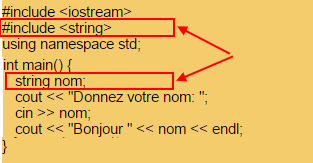 #include <iostream>
#include <string>
using namespace std;
int main() {
string nom;
cout << "Donnez votre nom: ";
cin >> nom;
cout << "Bonjour " << nom << endl;
}